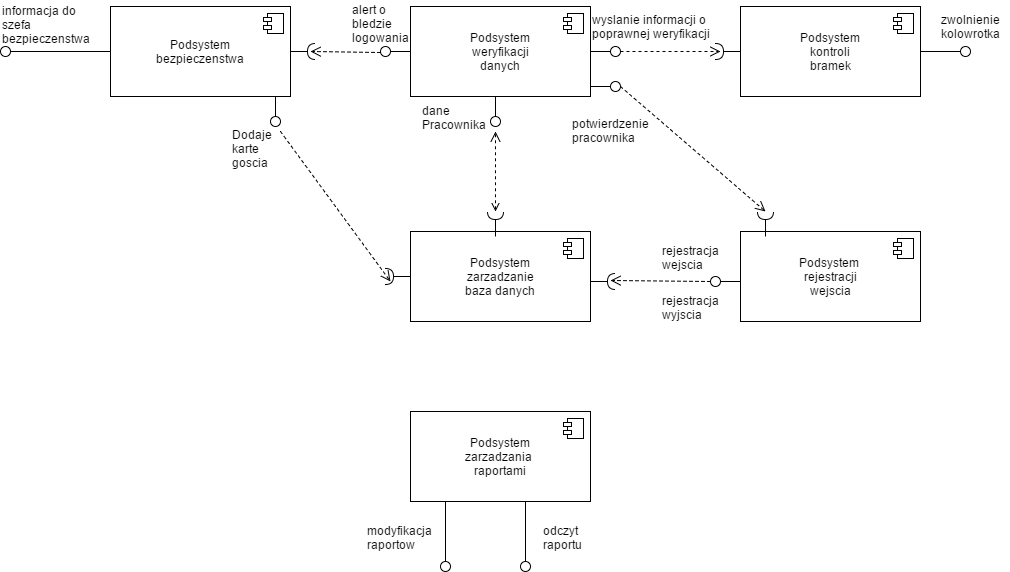 informacja do
szefa
bezpieczenstwa
Podsystem
bezpieczenstwa
alert o
bledzie
logowania
Podsystem
weryfikacji
danych
wyslanie informacji o
poprawnej weryfikacji
Podsystem
kontroli
bramek
zwolnienie
kolowrotka
Dodaje
karte
goscia
dane
Pracownika
potwierdzenie
pracownika
Podsystem
zarzadzanie
baza danych
rejestracja
wejscia
rejestracja
wyjscia
Podsystem
rejestracji
wejscia
Podsystem
zarzadzania
raportami
modyfikacja
raportow
odczyt
raportu